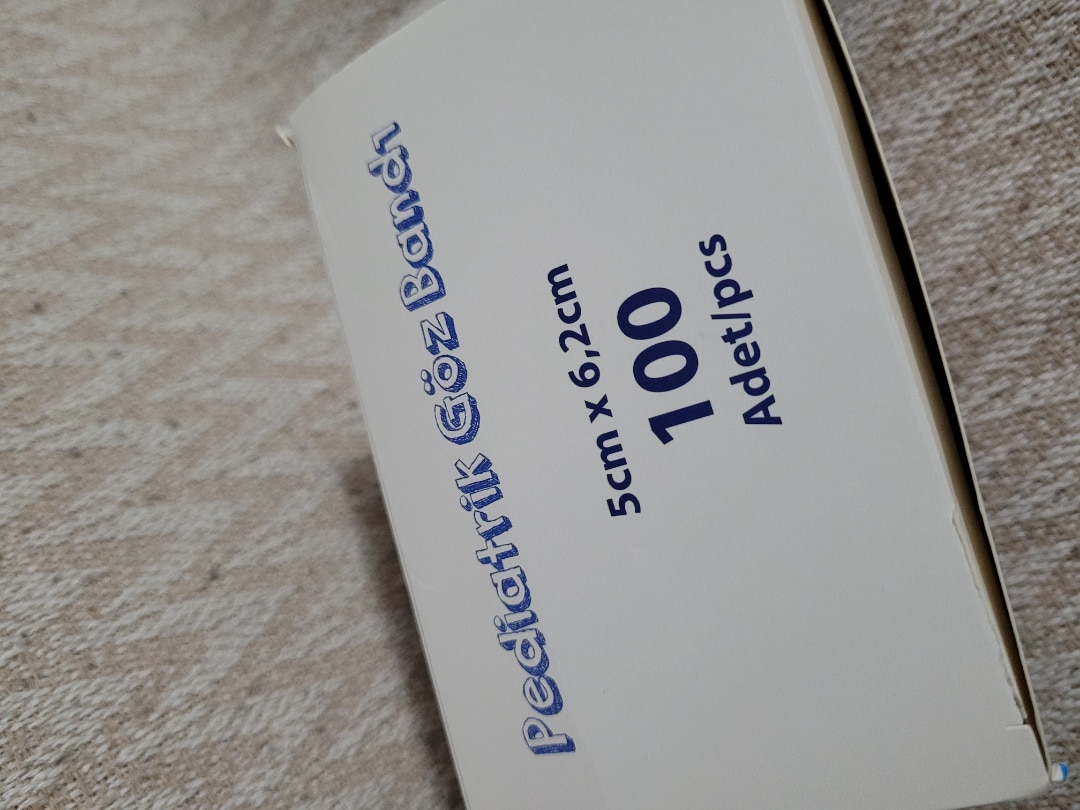 Pediatrik Göz Bandı
5cm x 6,2cm
100
Adet/pcs